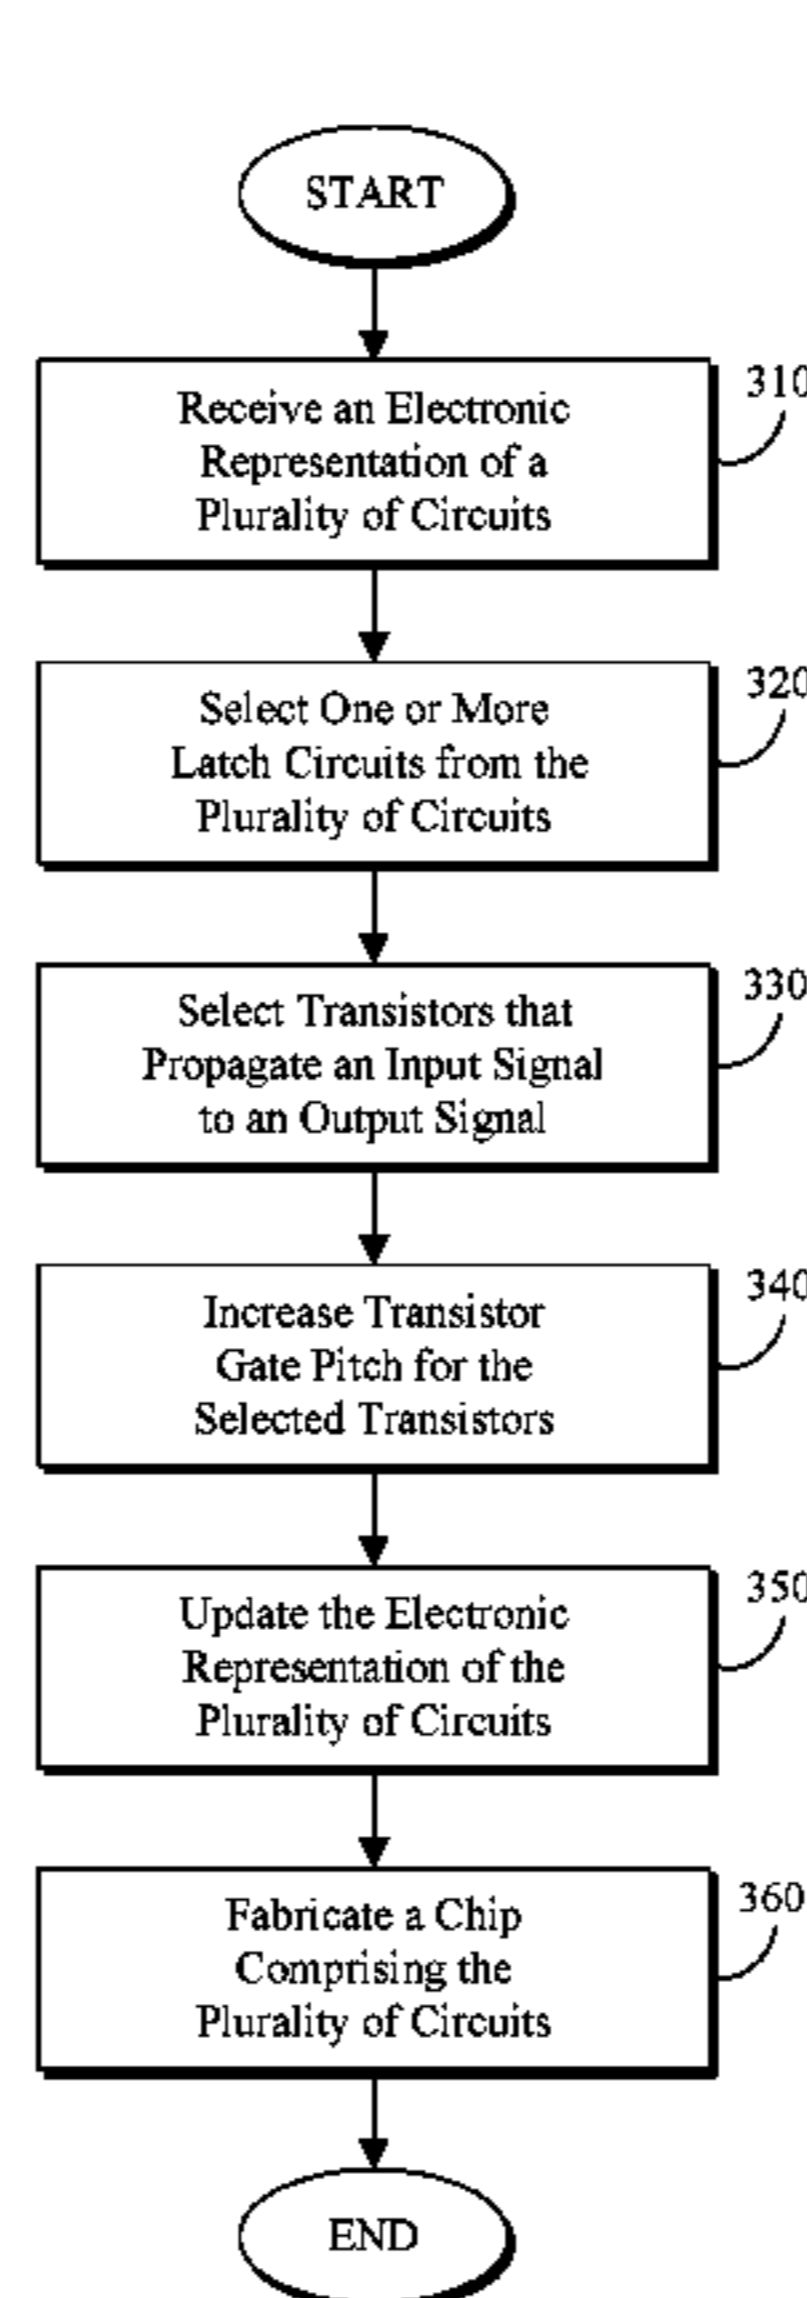 START
Receive an Electronic
Representation of a
Plurality of Circuits
310
Select One or More
Latch Circuits from the
Plurality of Circuits
320
Select Transistors that
Propagate an Input Signal
to an Output Signal
330
Increase Transistor
Gate Pitch for the
Selected Transistors
340
Update the Electronic
Representation of the
Plurality of Circuits
350
Fabricate a Chip
Comprising the
Plurality of Circuits
360
END